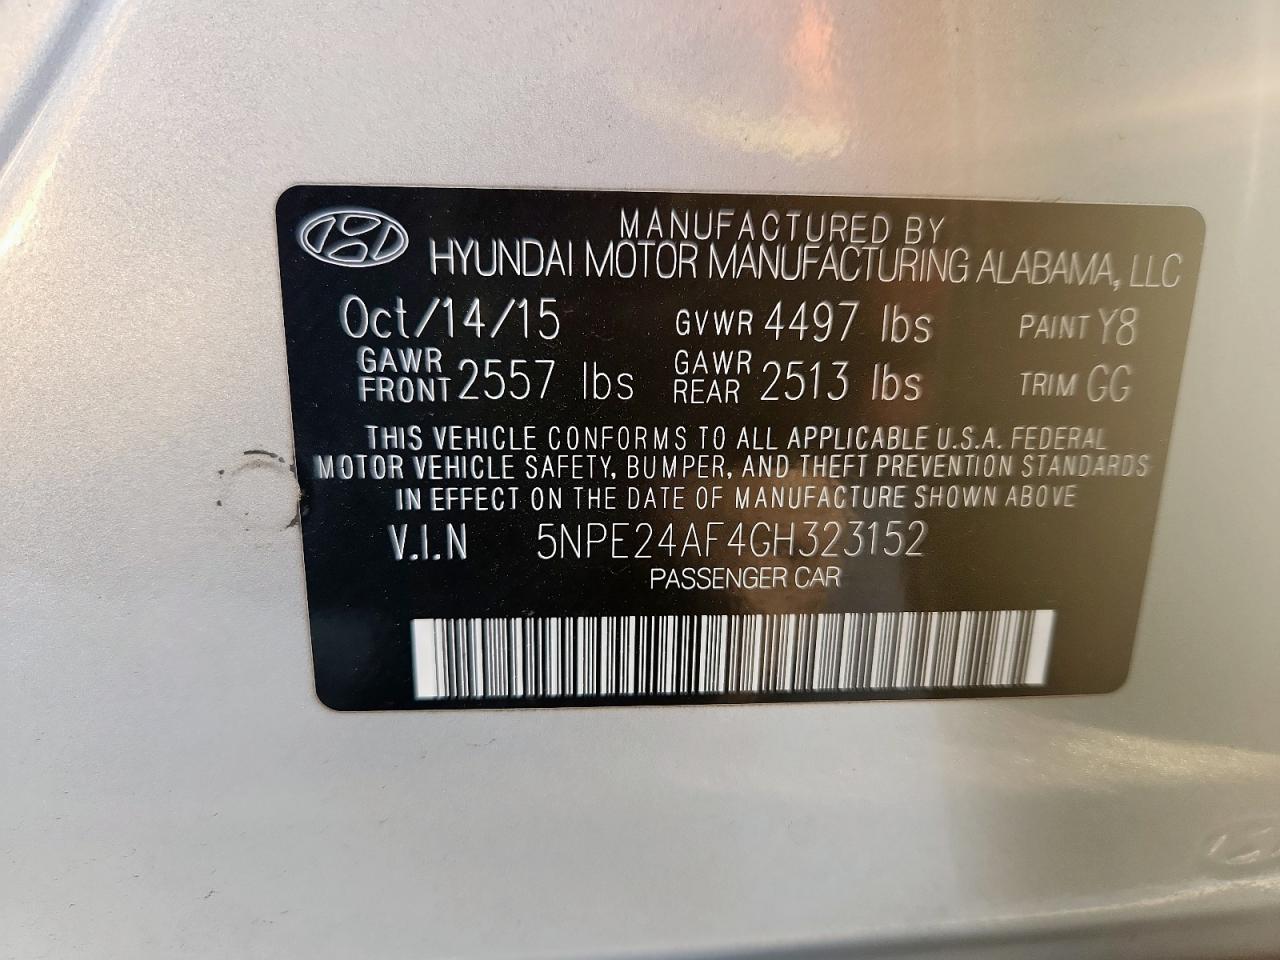 MANUFACTURED BY
HYUNDAI MOTOR MANUFACTURING ALABAMA, LLC
Oct/14/15 GVWR 4497 lbs PAINT Y8
GAWR FRONT 2557 lbs GAWR REAR 2513 lbs TRIM GG
THIS VEHICLE CONFORMS TO ALL APPLICABLE U.S.A. FEDERAL
MOTOR VEHICLE SAFETY, BUMPER, AND THEFT PREVENTION STANDARDS
IN EFFECT ON THE DATE OF MANUFACTURE SHOWN ABOVE
V.I.N 5NPE24AF4GH323152
PASSENGER CAR